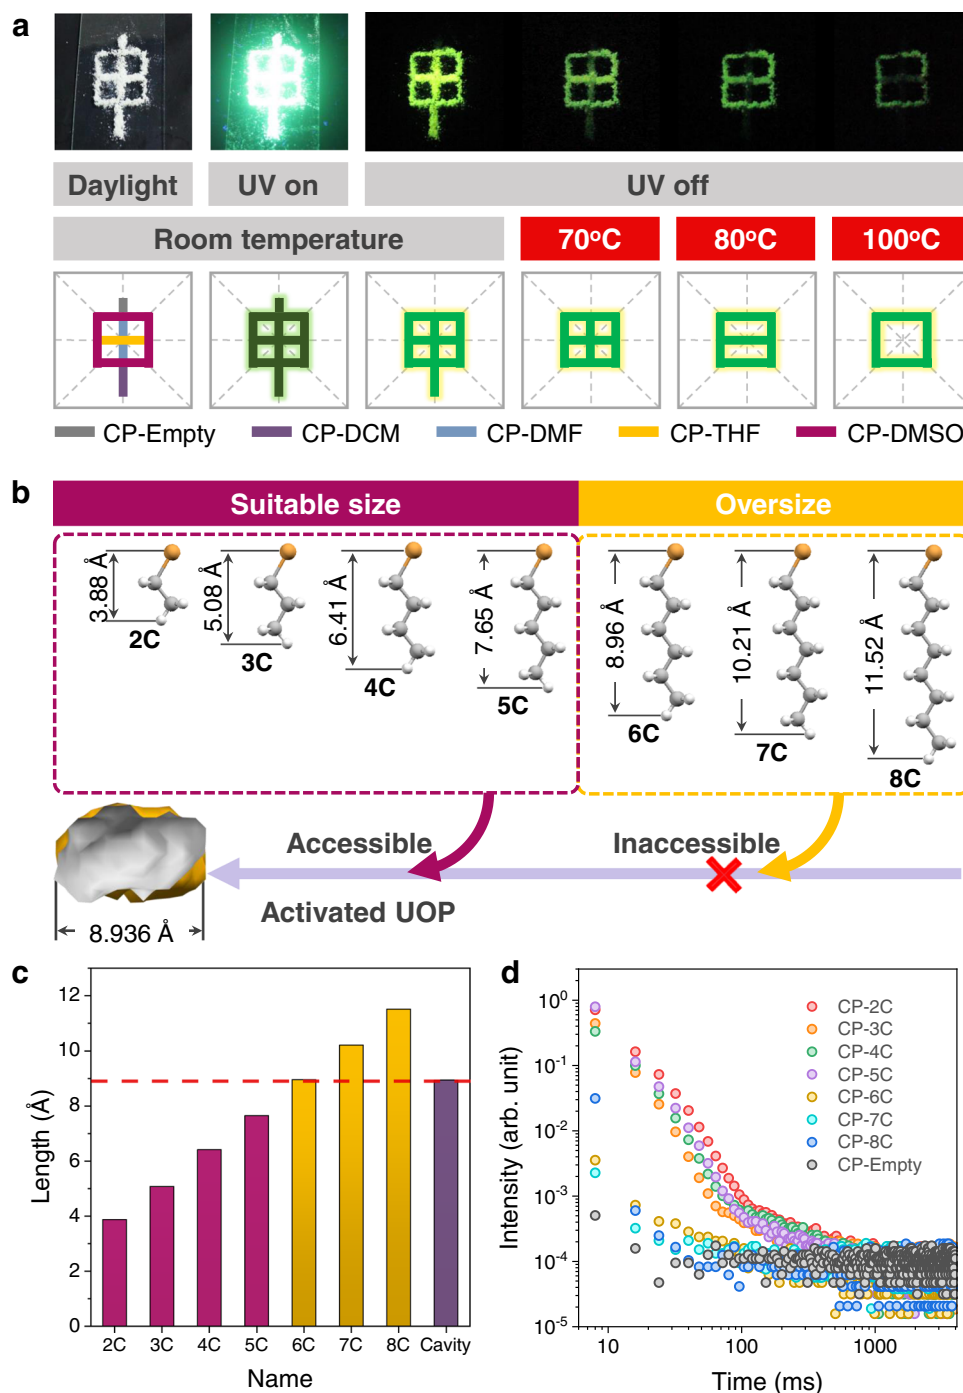 a
Daylight
UV on
UV off
Room temperature
70°C
80°C
100°C
CP-Empty
CP-DCM
CP-DMF
CP-THF
CP-DMSO
b
Suitable size
Oversize
3.88 Å
2C
5.08 Å
3C
6.41 Å
4C
7.65 Å
5C
8.96 Å
6C
10.21 Å
7C
11.52 Å
8C
Accessible
Inaccessible
Activated UOP
8.936 Å
c
Length (Å)
12
10
8
6
4
2
0
2C 3C 4C 5C 6C 7C 8C Cavity
Name
d
Intensity (arb. unit)
10⁰
10⁻¹
10⁻²
10⁻³
10⁻⁴
10⁻⁵
CP-2C
CP-3C
CP-4C
CP-5C
CP-6C
CP-7C
CP-8C
CP-Empty
10 100 1000
Time (ms)